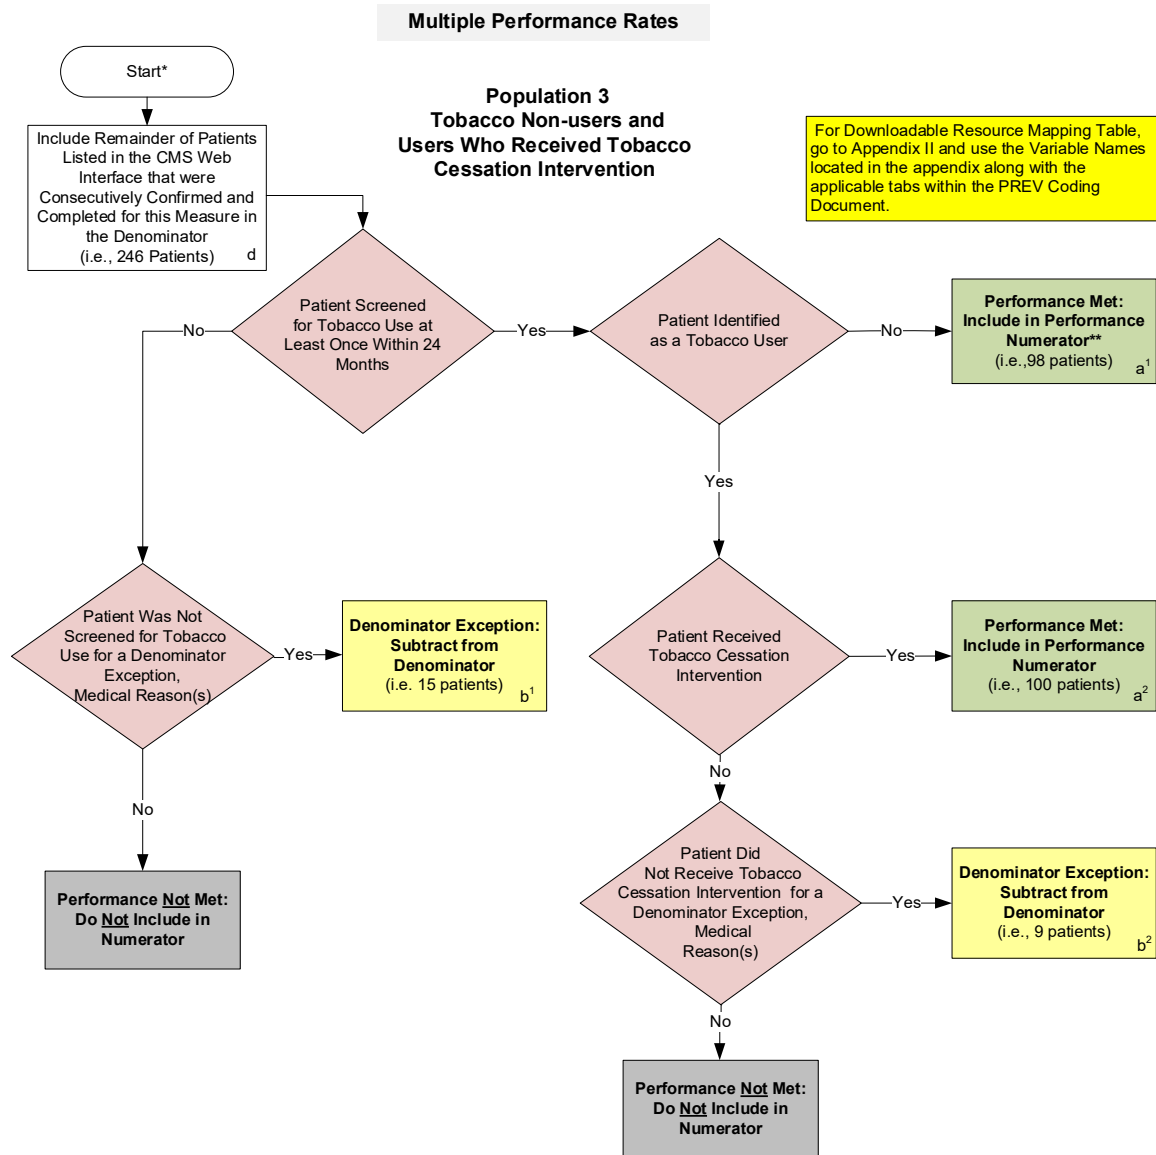 Multiple Performance Rates
Start*
Population 3
Tobacco Non-users and
Users Who Received Tobacco
Cessation Intervention
Include Remainder of Patients
Listed in the CMS Web
Interface that were
Consecutively Confirmed and
Completed for this Measure in
the Denominator
(i.e., 246 Patients)
d
For Downloadable Resource Mapping Table,
go to Appendix II and use the Variable Names
located in the appendix along with the
applicable tabs within the PREV Coding
Document.
Patient Screened
for Tobacco Use at
Least Once Within 24
Months
No
Yes
Patient Identified
as a Tobacco User
No
Performance Met:
Include in Performance
Numerator**
(i.e.,98 patients)
a¹
Yes
Patient Was Not
Screened for Tobacco
Use for a Denominator
Exception,
Medical Reason(s)
Yes
Denominator Exception:
Subtract from
Denominator
(i.e. 15 patients)
b¹
Patient Received
Tobacco Cessation
Intervention
Yes
Performance Met:
Include in Performance
Numerator
(i.e., 100 patients)
a²
No
No
Performance Not Met:
Do Not Include in
Numerator
Patient Did
Not Receive Tobacco
Cessation Intervention for a
Denominator Exception,
Medical
Reason(s)
Yes
Denominator Exception:
Subtract from
Denominator
(i.e., 9 patients)
b²
No
Performance Not Met:
Do Not Include in
Numerator